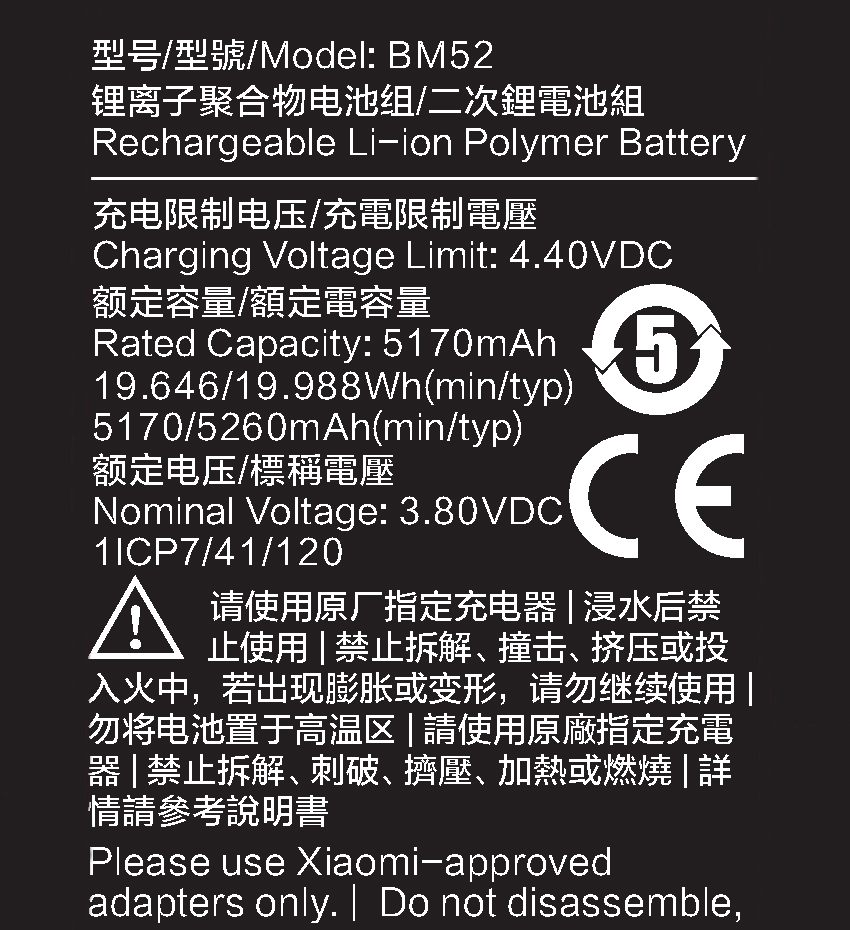 型号/型號/Model: BM52
锂离子聚合物电池组/二次鋰電池組
Rechargeable Li-ion Polymer Battery
充电限制电压/充電限制電壓
Charging Voltage Limit: 4.40VDC
额定容量/額定電容量
Rated Capacity: 5170mAh
19.646/19.988Wh(min/typ)
5170/5260mAh(min/typ)
5
额定电压/標稱電壓
Nominal Voltage: 3.80VDC
1ICP7/41/120
CE
请使用原厂指定充电器 | 浸水后禁
止使用 | 禁止拆解、撞击、挤压或投
入火中，若出现膨胀或变形，请勿继续使用 |
勿将电池置于高温区 | 請使用原廠指定充電
器 | 禁止拆解、刺破、擠壓、加熱或燃燒 | 詳
情請參考說明書
Please use Xiaomi-approved
adapters only. | Do not disassemble,